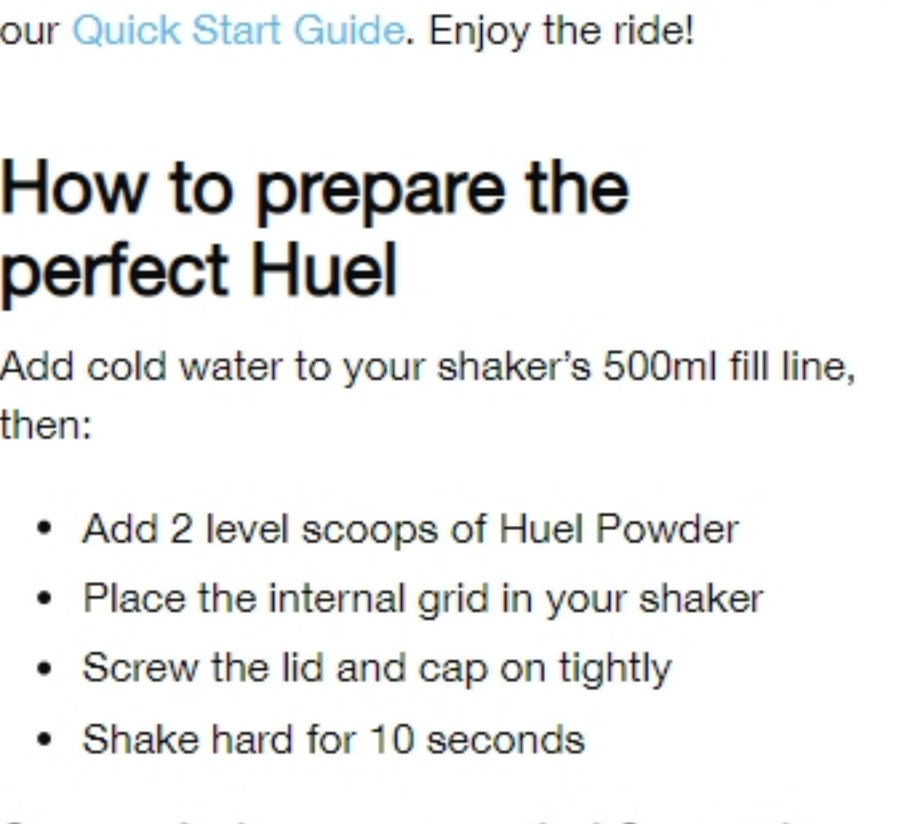 our Quick Start Guide. Enjoy the ride!
How to prepare the
perfect Huel
Add cold water to your shaker’s 500ml fill line,
then:
• Add 2 level scoops of Huel Powder
• Place the internal grid in your shaker
• Screw the lid and cap on tightly
• Shake hard for 10 seconds